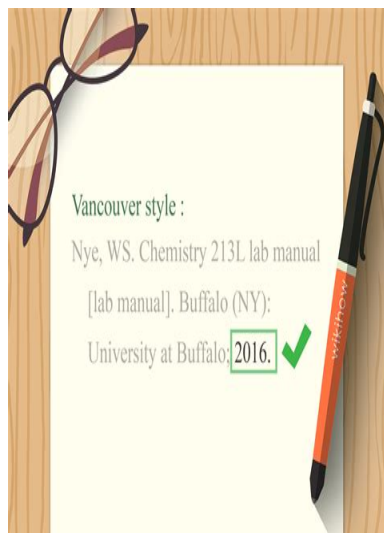 Vancouver style :
Nye, WS. Chemistry 213L lab manual
[lab manual]. Buffalo (NY):
University at Buffalo; 2016.
wikihow